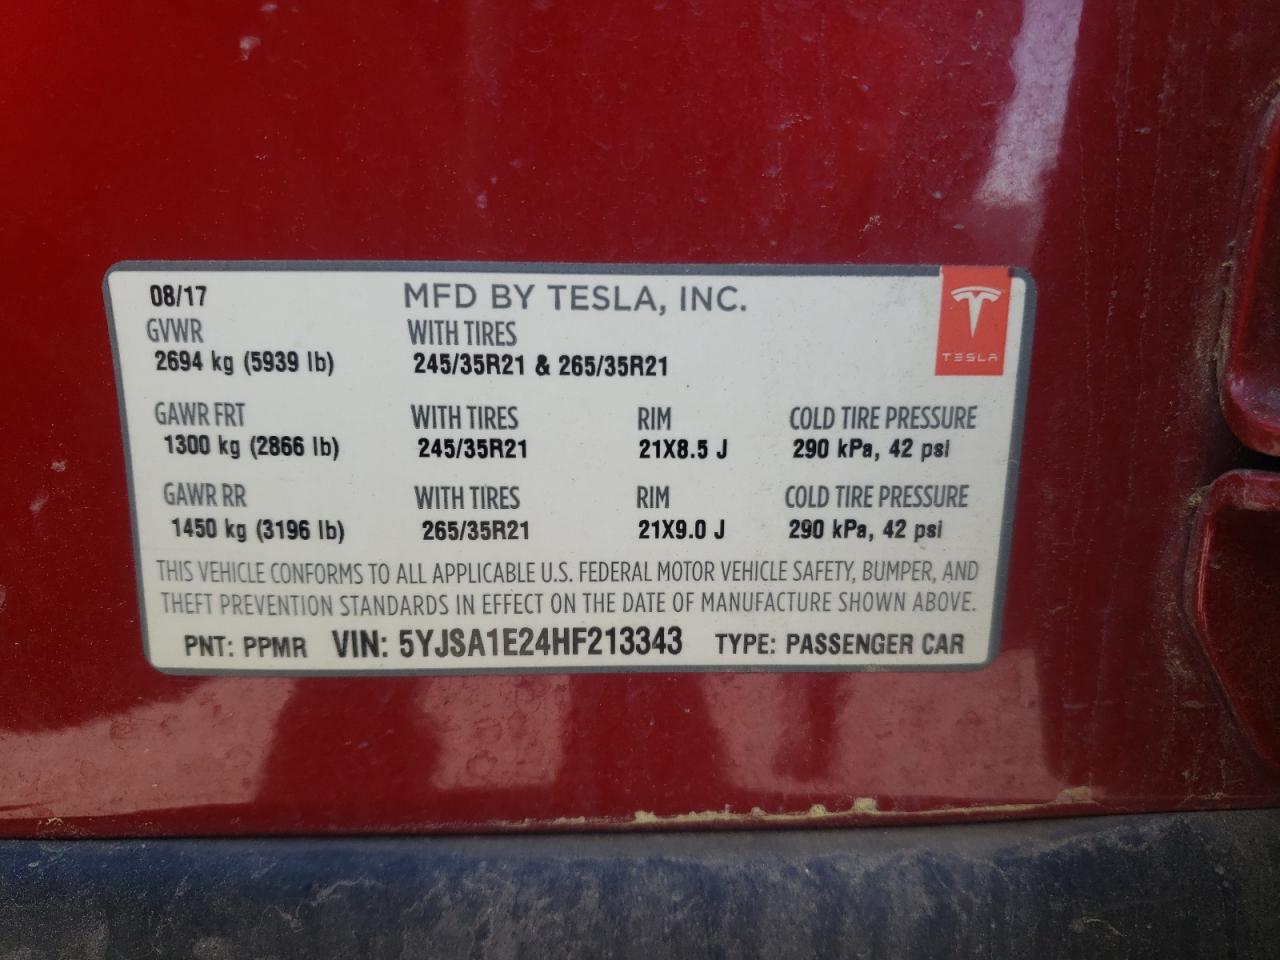 08/17 MFD BY TESLA, INC.
GVWR WITH TIRES
2694 kg (5939 lb) 245/35R21 & 265/35R21
TESLA
GAWR FRT WITH TIRES RIM COLD TIRE PRESSURE
1300 kg (2866 lb) 245/35R21 21X8.5 J 290 kPa, 42 psi
GAWR RR WITH TIRES RIM COLD TIRE PRESSURE
1450 kg (3196 lb) 265/35R21 21X9.0 J 290 kPa, 42 psi
THIS VEHICLE CONFORMS TO ALL APPLICABLE U.S. FEDERAL MOTOR VEHICLE SAFETY, BUMPER, AND
THEFT PREVENTION STANDARDS IN EFFECT ON THE DATE OF MANUFACTURE SHOWN ABOVE.
PNT: PPMR VIN: 5YJSA1E24HF213343 TYPE: PASSENGER CAR